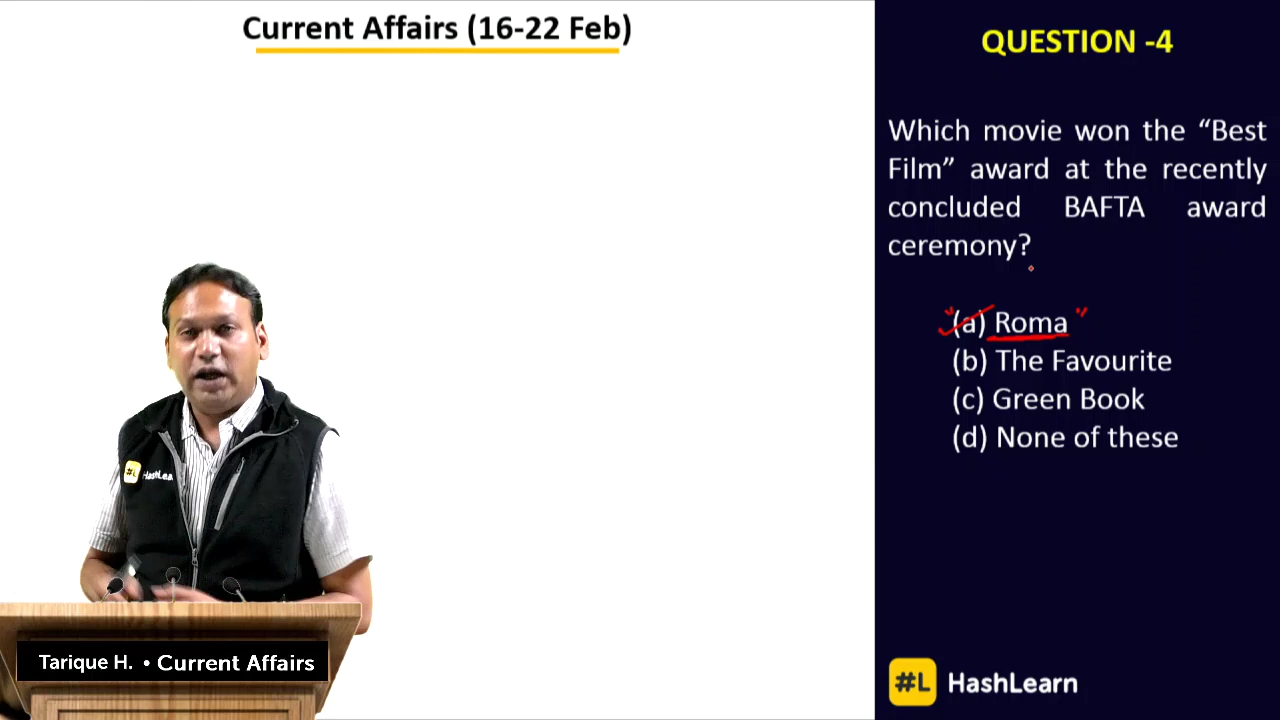 Current Affairs (16-22 Feb)
QUESTION -4
Which movie won the “Best
Film” award at the recently
concluded BAFTA award
ceremony?
(a) Roma
(b) The Favourite
(c) Green Book
(d) None of these
#L HashLearn
Tarique H. • Current Affairs
#L HashLearn